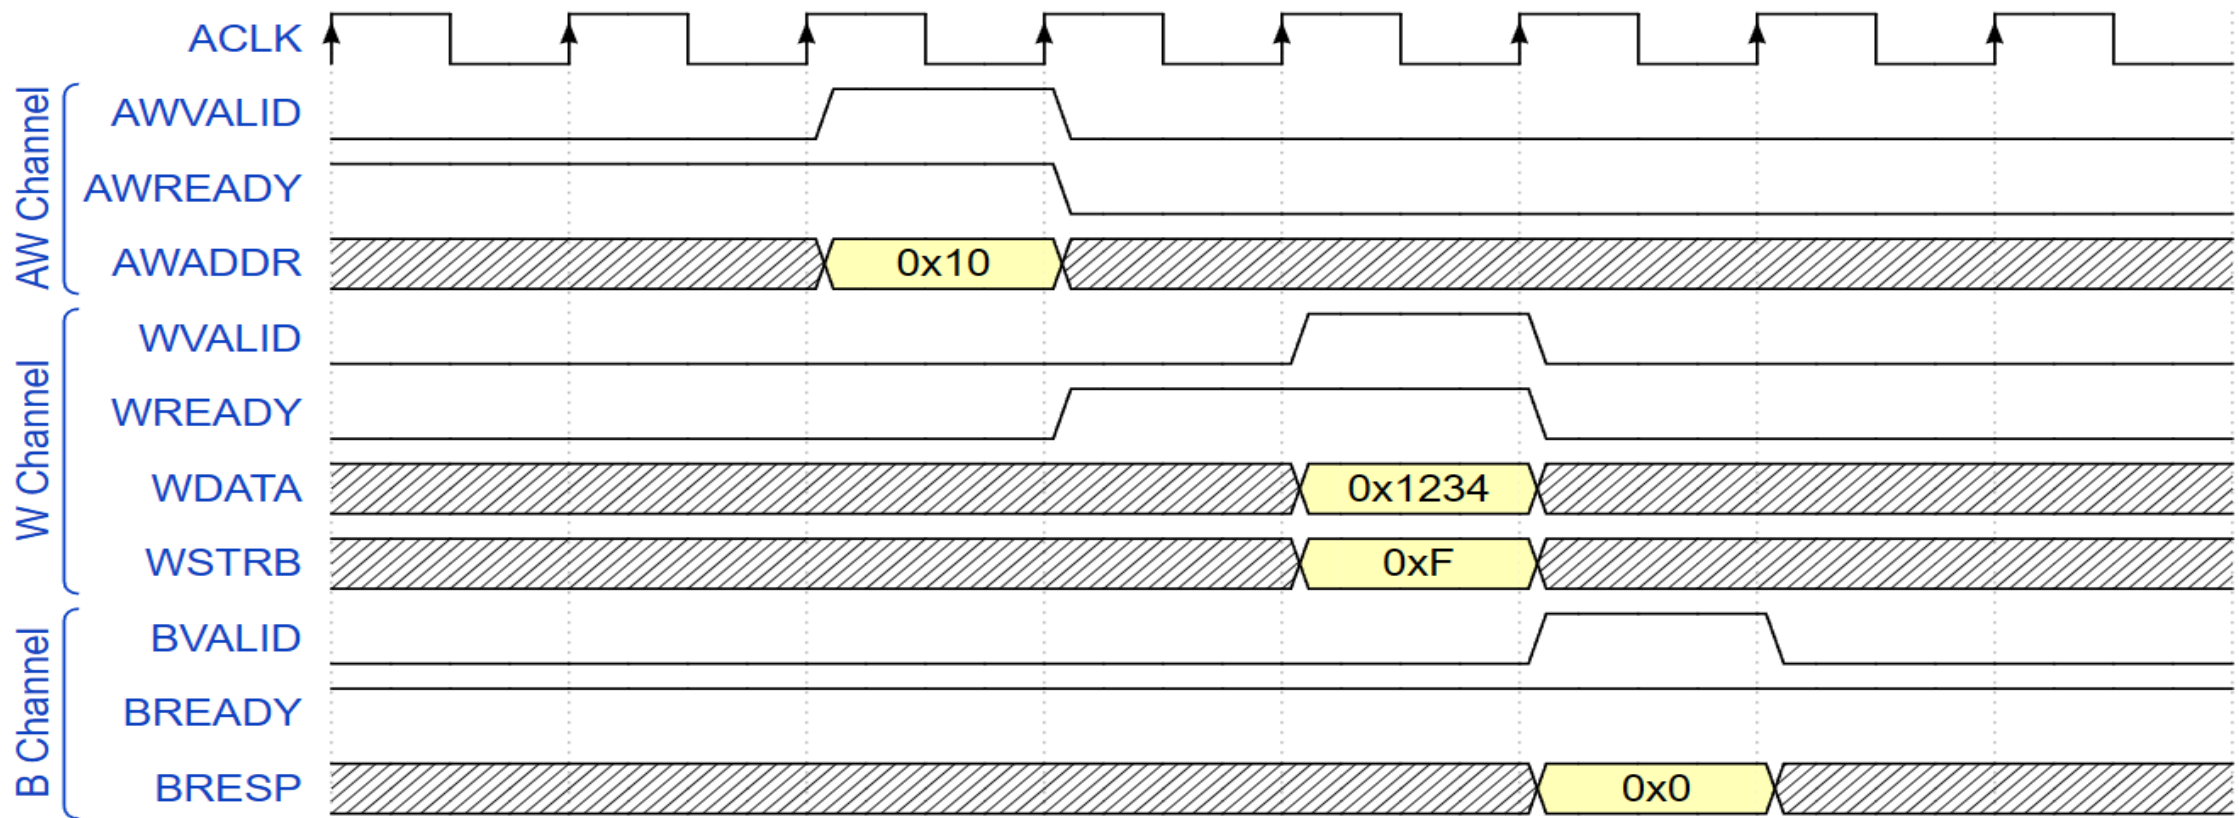 ACLK
AW Channel
AWVALID
AWREADY
AWADDR
0x10
W Channel
WVALID
WREADY
WDATA
0x1234
WSTRB
0xF
B Channel
BVALID
BREADY
BRESP
0x0